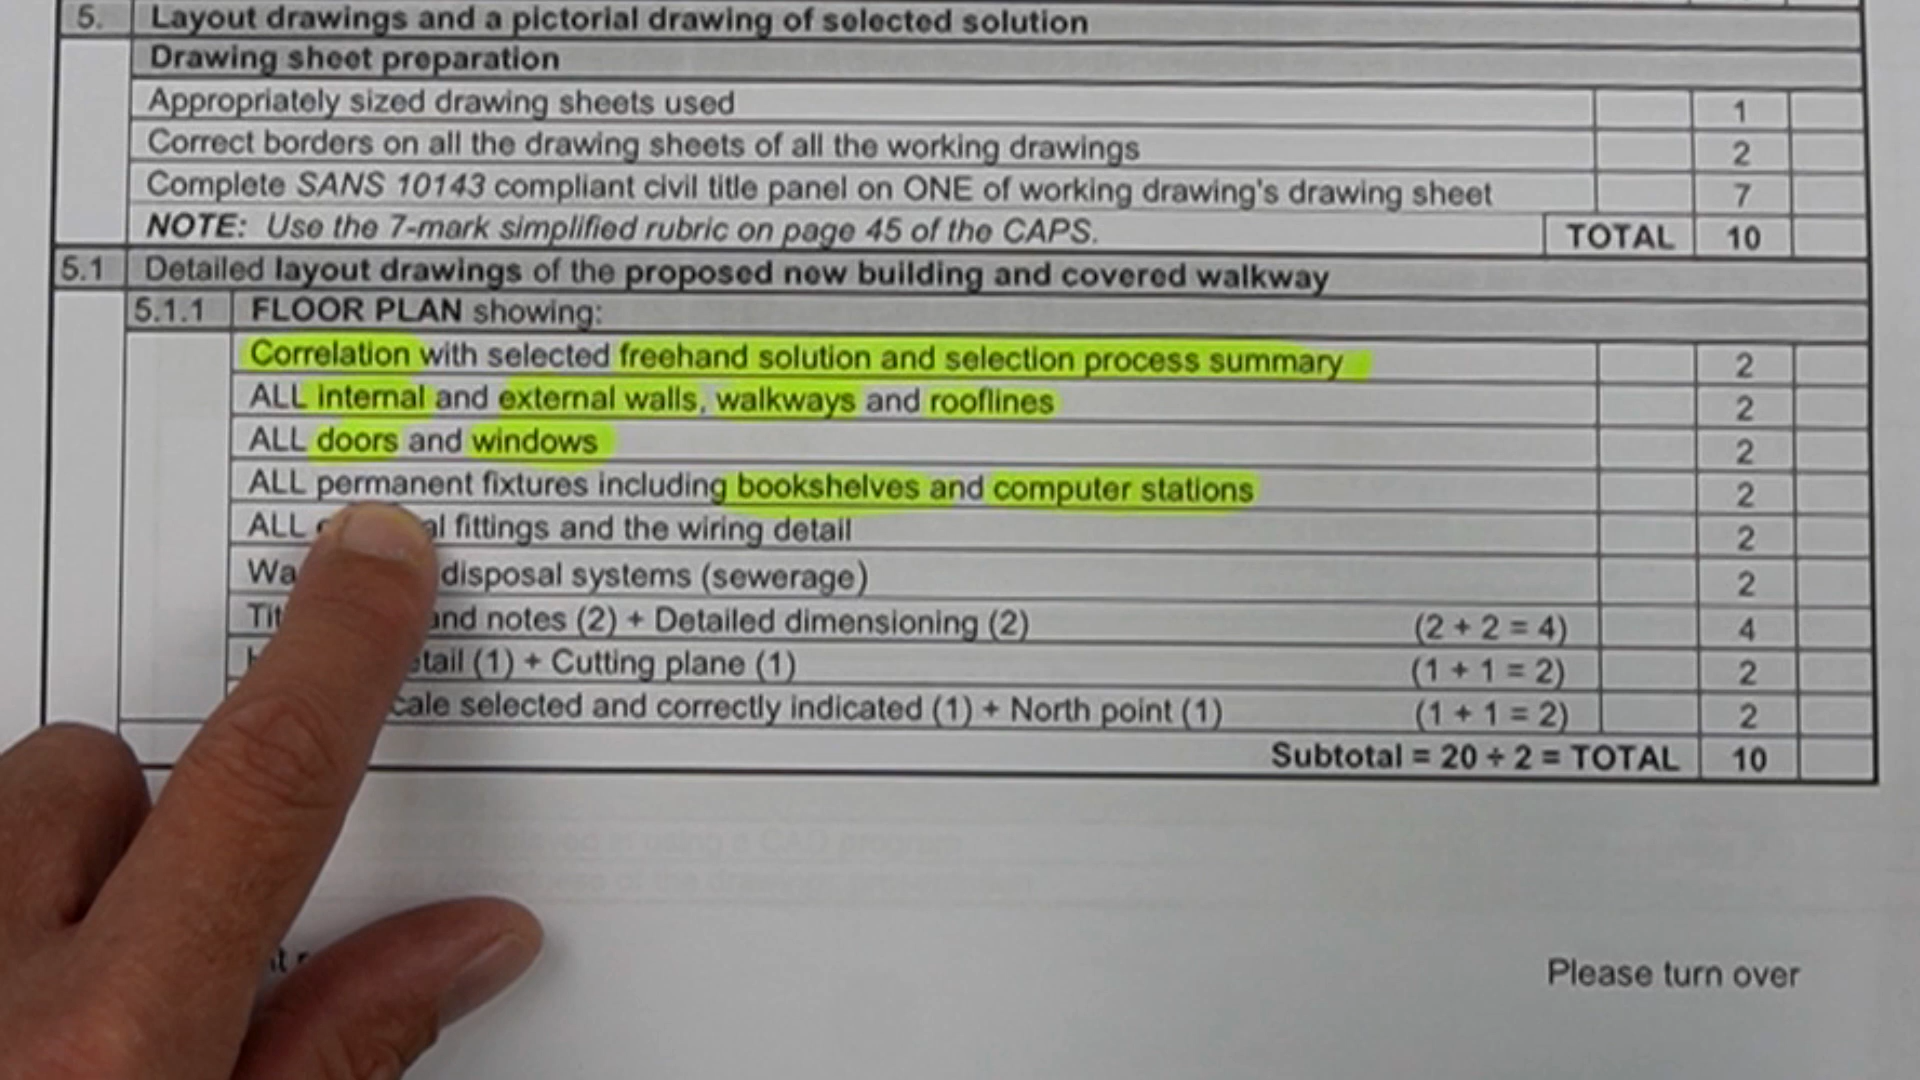 5. Layout drawings and a pictorial drawing of selected solution
Drawing sheet preparation
Appropriately sized drawing sheets used 1
Correct borders on all the drawing sheets of all the working drawings 2
Complete SANS 10143 compliant civil title panel on ONE of working drawing's drawing sheet 7
NOTE: Use the 7-mark simplified rubric on page 45 of the CAPS. TOTAL 10
5.1 Detailed layout drawings of the proposed new building and covered walkway
5.1.1 FLOOR PLAN showing:
Correlation with selected freehand solution and selection process summary 2
ALL internal and external walls, walkways and rooflines 2
ALL doors and windows 2
ALL permanent fixtures including bookshelves and computer stations 2
ALL fittings and the wiring detail 2
disposal systems (sewerage) 2
and notes (2) + Detailed dimensioning (2) (2 + 2 = 4) 4
(1) + Cutting plane (1) (1 + 1 = 2) 2
selected and correctly indicated (1) + North point (1) (1 + 1 = 2) 2
Subtotal = 20 ÷ 2 = TOTAL 10
Please turn over